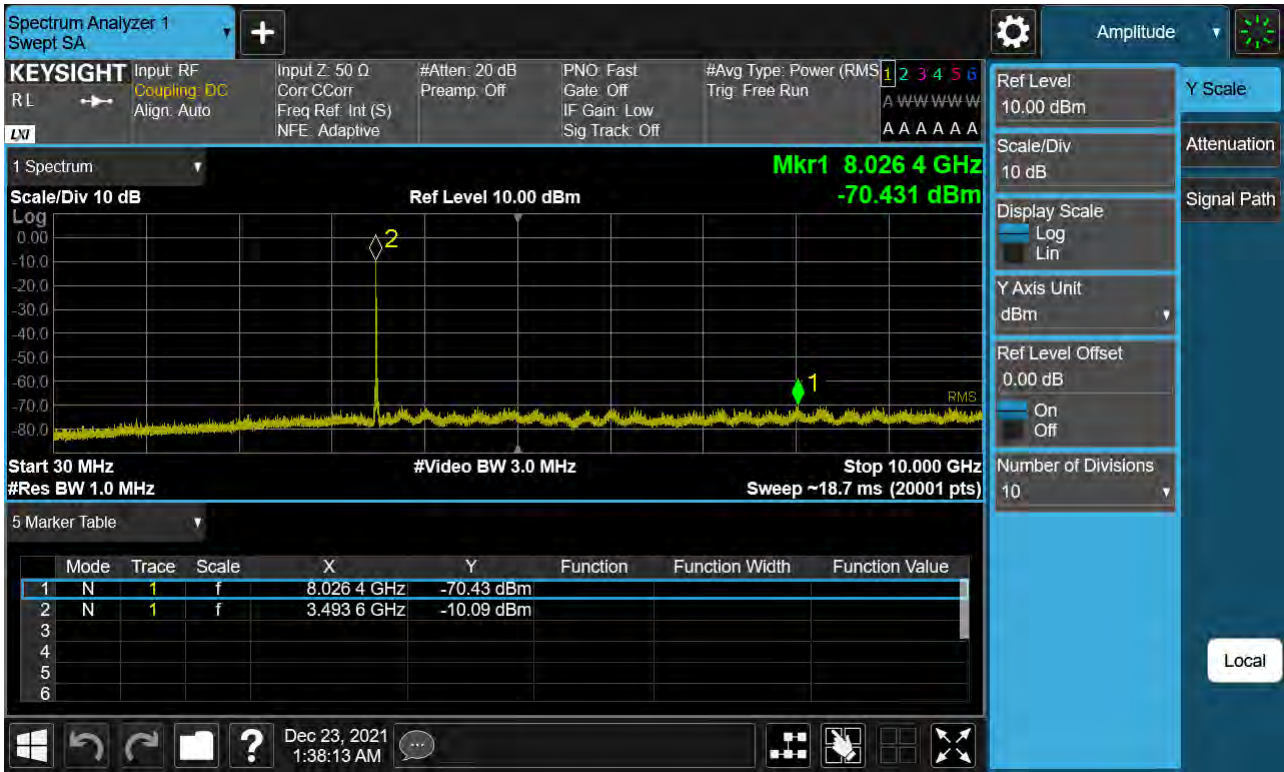 Spectrum Analyzer 1
Swept SA
+
Amplitude
KEYSIGHT
RL
LXI
Input: RF
Coupling: DC
Align: Auto
Input Z: 50 Ω
Corr CCorr
Freq Ref: Int (S)
NFE: Adaptive
#Atten: 20 dB
Preamp: Off
PNO: Fast
Gate: Off
IF Gain: Low
Sig Track: Off
#Avg Type: Power (RMS
Trig: Free Run
1 2 3 4 5 6
A W W W W W
A A A A A A
1 Spectrum
Mkr1 8.026 4 GHz
Scale/Div 10 dB
Ref Level 10.00 dBm
-70.431 dBm
Log
0.00
-10.0
-20.0
-30.0
-40.0
-50.0
-60.0
-70.0
-80.0
2
1
RMS
Start 30 MHz
#Video BW 3.0 MHz
Stop 10.000 GHz
#Res BW 1.0 MHz
Sweep ~18.7 ms (20001 pts)
5 Marker Table
Mode Trace Scale X Y Function Function Width Function Value
1 N 1 f 8.026 4 GHz -70.43 dBm
2 N 1 f 3.493 6 GHz -10.09 dBm
3
4
5
6
Ref Level
10.00 dBm
Scale/Div
10 dB
Display Scale
Log
Lin
Y Axis Unit
dBm
Ref Level Offset
0.00 dB
On
Off
Number of Divisions
10
Y Scale
Attenuation
Signal Path
Local
?
Dec 23, 2021
1:38:13 AM